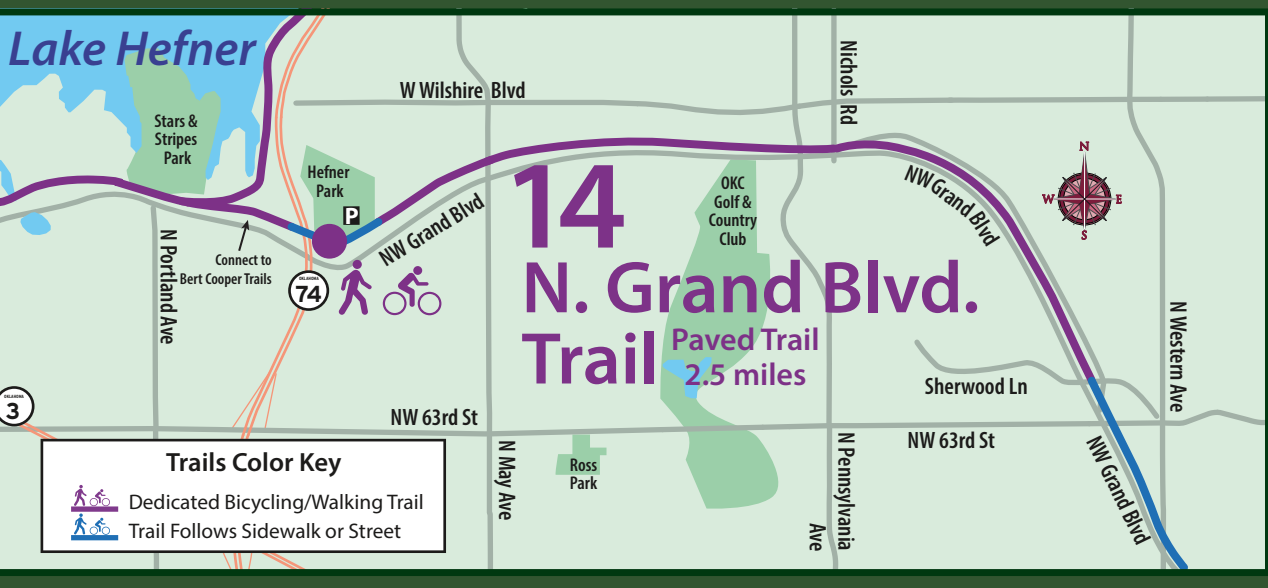 Lake Hefner
Stars &
Stripes
Park
W Wilshire Blvd
Nichols Rd
Hefner
Park
P
NW Grand Blvd
OKC
Golf &
Country
Club
NW Grand Blvd
N
W E
S
N Portland Ave
Connect to
Bert Cooper Trails
OKLAHOMA
74
14
N. Grand Blvd.
Trail
Paved Trail
2.5 miles
N Western Ave
Sherwood Ln
OKLAHOMA
3
NW 63rd St
NW 63rd St
N May Ave
Ross
Park
N Pennsylvania
Ave
NW Grand Blvd
Trails Color Key
Dedicated Bicycling/Walking Trail
Trail Follows Sidewalk or Street